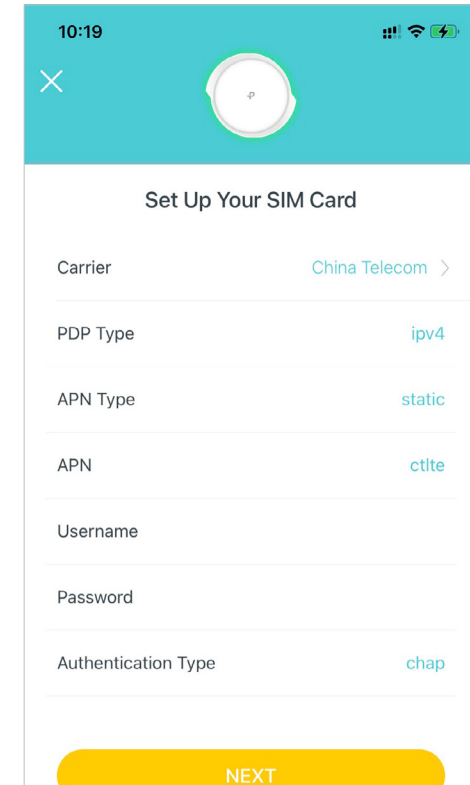 10:19
Set Up Your SIM Card
Carrier China Telecom
PDP Type ipv4
APN Type static
APN ctlte
Username
Password
Authentication Type chap
NEXT